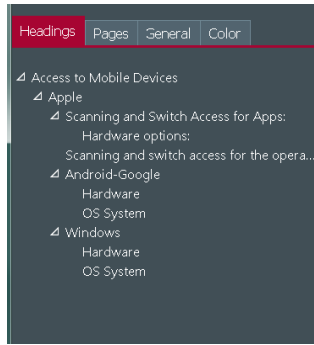 Headings Pages General Color
Access to Mobile Devices
Apple
Scanning and Switch Access for Apps:
Hardware options:
Scanning and switch access for the opera...
Android-Google
Hardware
OS System
Windows
Hardware
OS System